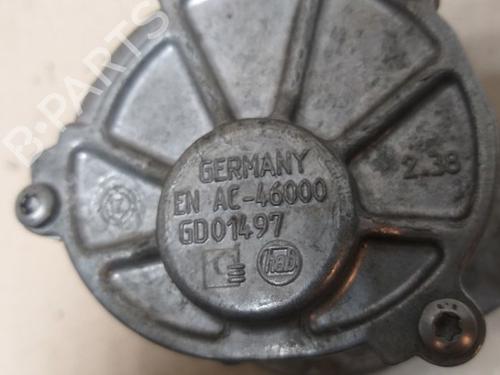 B-PARTS
GERMANY
EN AC-46000
GD01497
hab
2.38